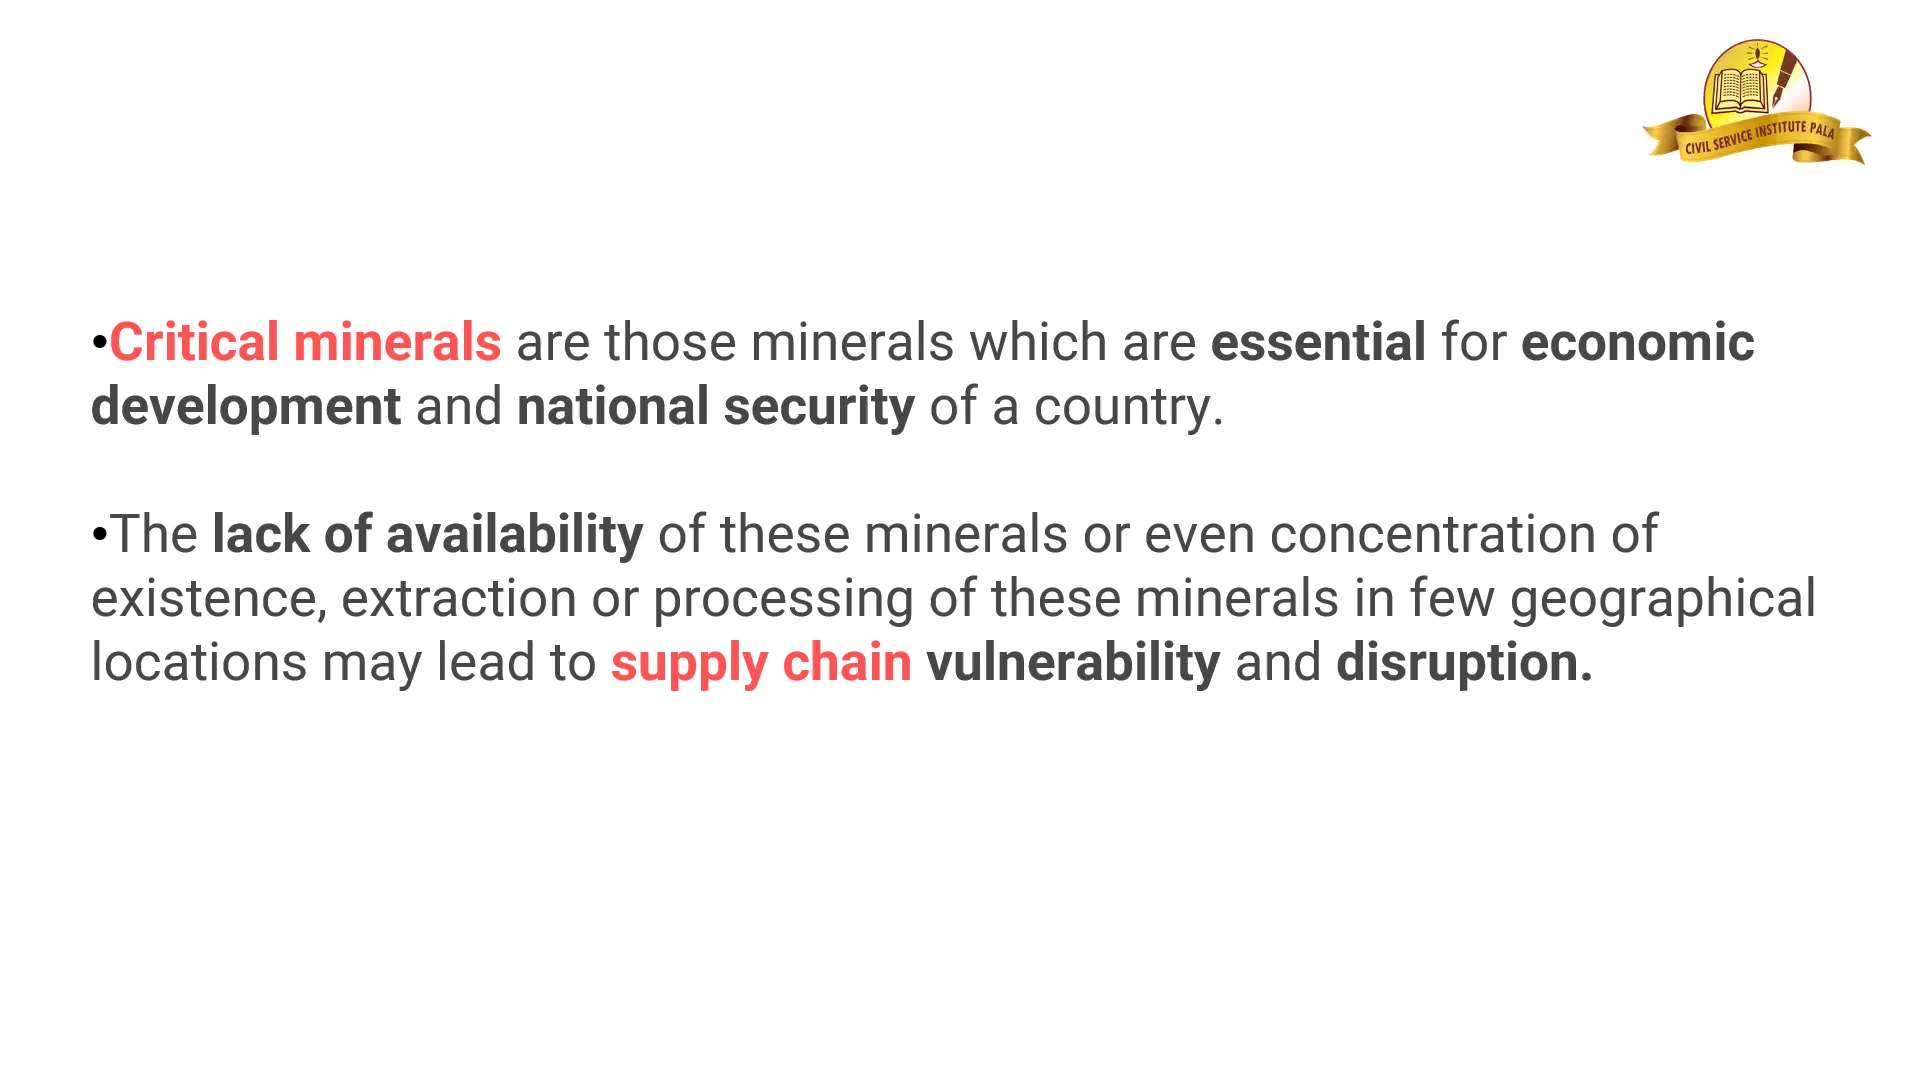 CIVIL SERVICE INSTITUTE PALA
•Critical minerals are those minerals which are essential for economic
development and national security of a country.
•The lack of availability of these minerals or even concentration of
existence, extraction or processing of these minerals in few geographical
locations may lead to supply chain vulnerability and disruption.